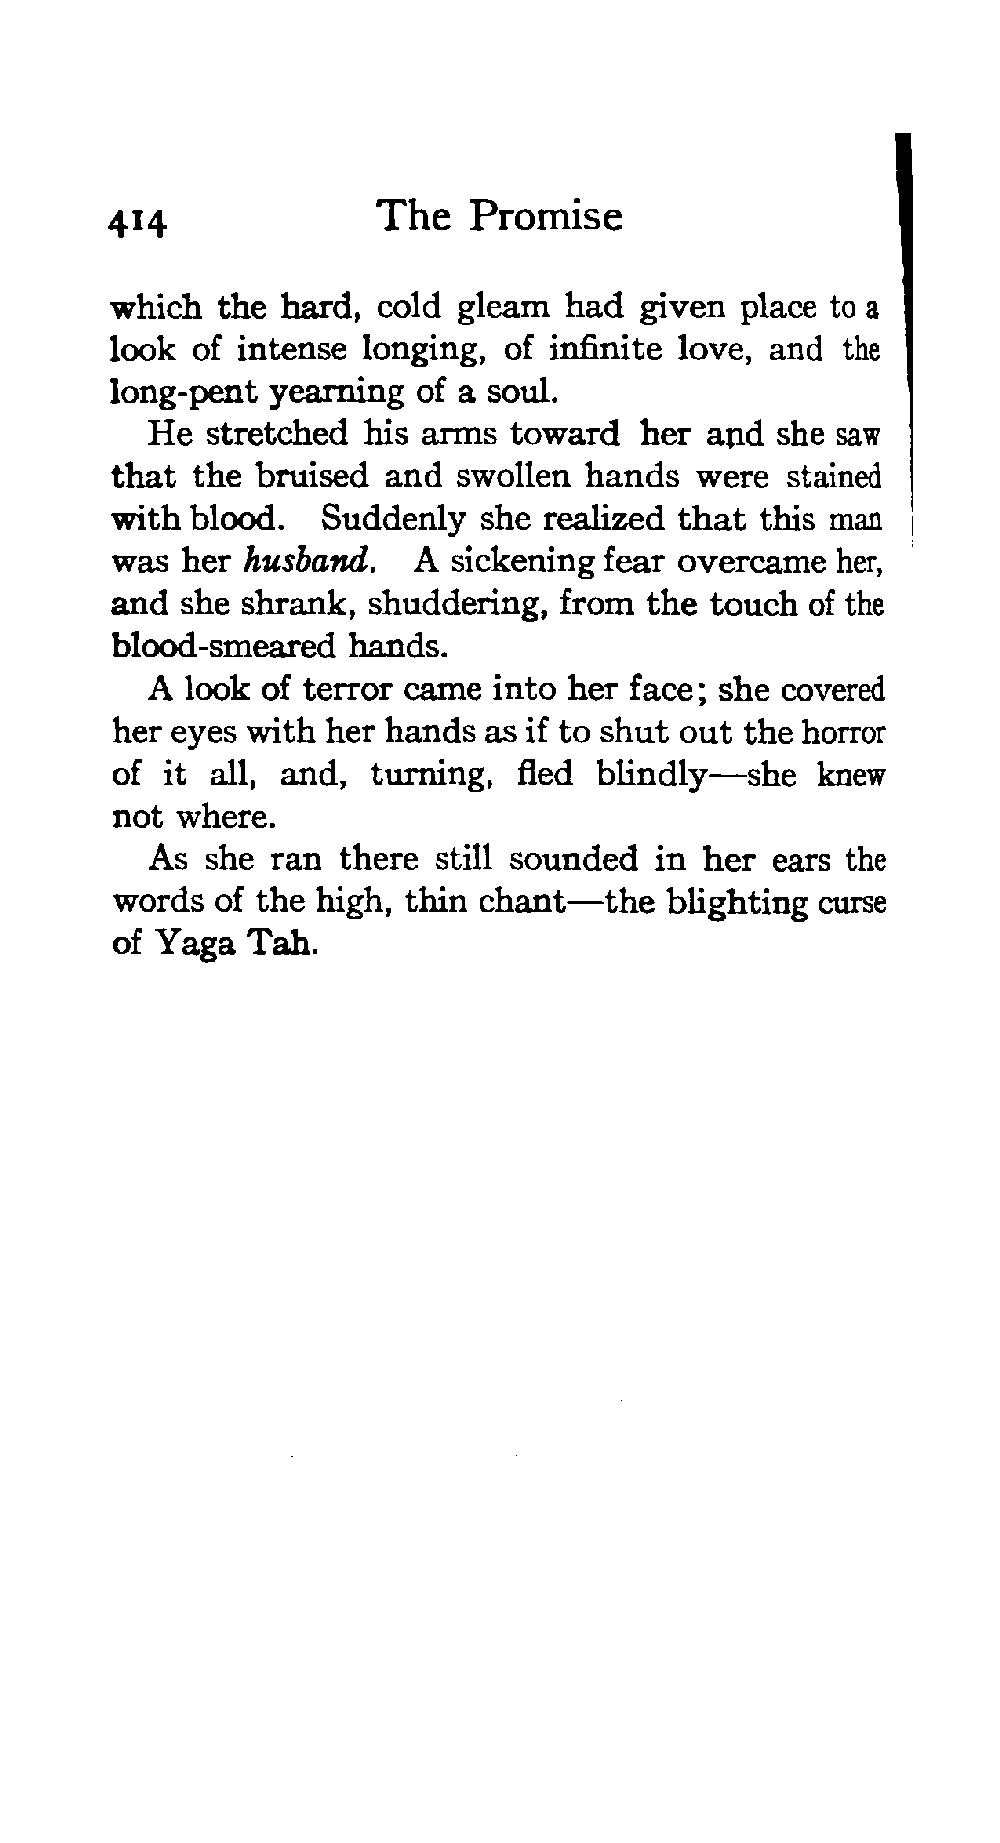 414 The Promise
which the hard, cold gleam had given place to a
look of intense longing, of infinite love, and the
long-pent yearning of a soul.
He stretched his arms toward her and she saw
that the bruised and swollen hands were stained
with blood. Suddenly she realized that this man
was her husband. A sickening fear overcame her,
and she shrank, shuddering, from the touch of the
blood-smeared hands.
A look of terror came into her face; she covered
her eyes with her hands as if to shut out the horror
of it all, and, turning, fled blindly—she knew
not where.
As she ran there still sounded in her ears the
words of the high, thin chant—the blighting curse
of Yaga Tah.